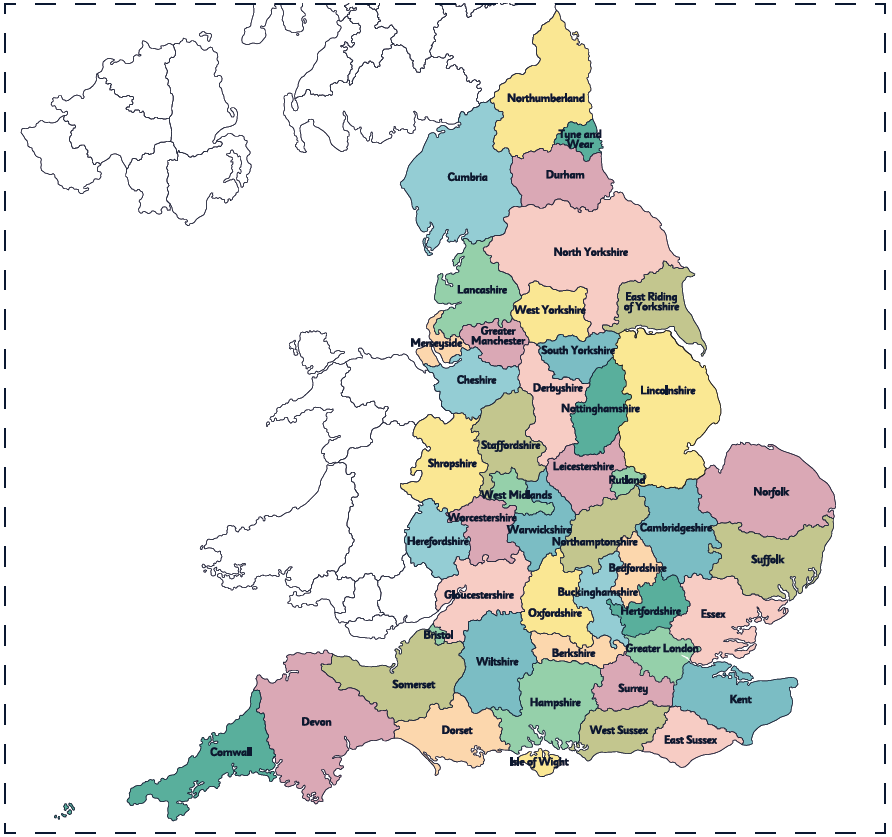 Northumberland
Tyne and
Wear
Cumbria
Durham
North Yorkshire
Lancashire
East Riding
of Yorkshire
West Yorkshire
Greater
Manchester
Merseyside
South Yorkshire
Cheshire
Derbyshire
Lincolnshire
Nottinghamshire
Staffordshire
Shropshire
Leicestershire
Rutland
Norfolk
West Midlands
Worcestershire
Warwickshire
Cambridgeshire
Herefordshire
Northamptonshire
Suffolk
Bedfordshire
Gloucestershire
Buckinghamshire
Oxfordshire
Hertfordshire
Essex
Bristol
Berkshire
Greater London
Wiltshire
Somerset
Surrey
Hampshire
Kent
Devon
Dorset
West Sussex
East Sussex
Cornwall
Isle of Wight